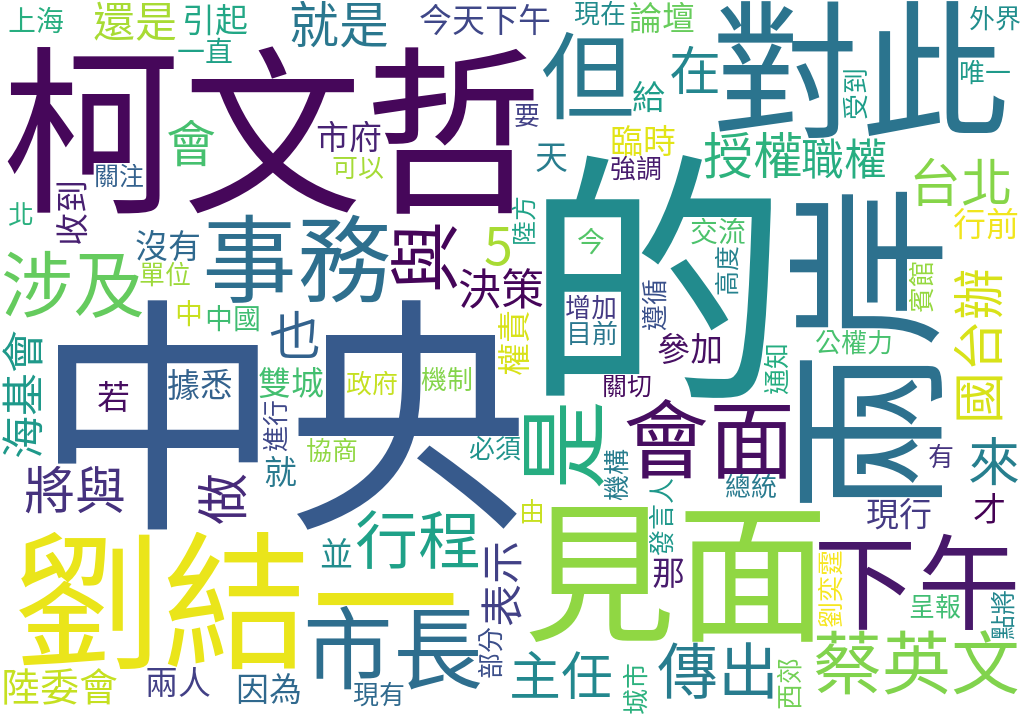 上海
還是
引起
就是
今天下午
現在
論壇
外界
一直
柯文哲
但
在
對此
唯一
給
受到
要
會
市府
可以
臨時
強調
天
授權
職權
台北
關注
收到
北
行前
沒有
事務
與
5
陸方
今
的
交流
高度
兩岸
涉及
單位
決策
增加
遵循
賓館
國台辦
中
中國
也
權責
目前
參加
通知
公權力
海基會
中央
若
據悉
雙城
政府
機制
關切
是
會面
進行
協商
必須
機構
總統
有
來
將與
做
就
由
人
現行
才
劉結一
並
行程
見面
發言
那
下午
劉奕霆
呈報
點將
表示
市長
部分
主任
傳出
蔡英文
陸委會
兩人
因為
現有
城市
西郊